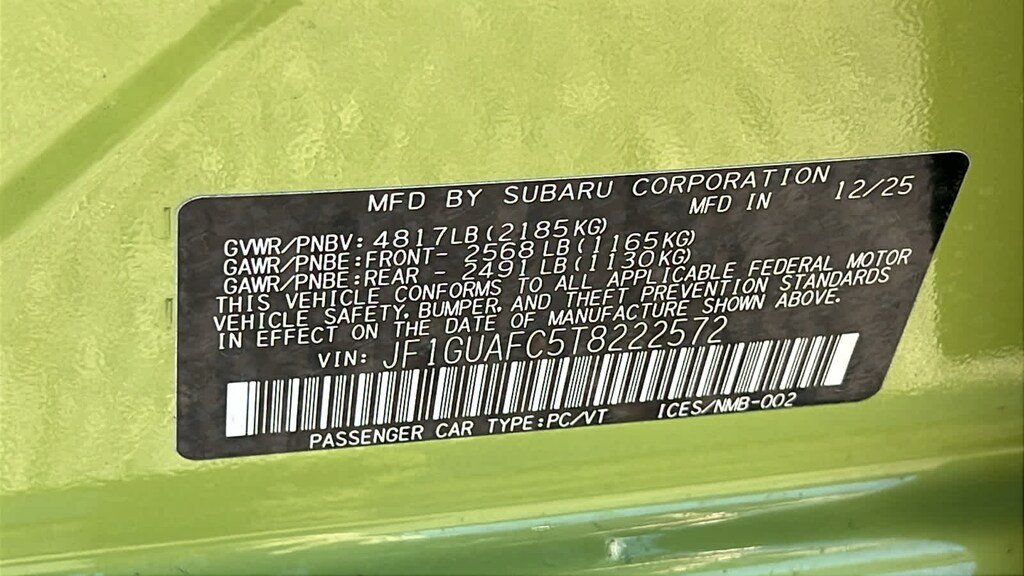 MFD BY SUBARU CORPORATION
MFD IN 12/25
GVWR/PNBV: 4817LB(2185KG)
GAWR/PNBE:FRONT- 2568LB(1165KG)
GAWR/PNBE:REAR - 2491LB(1130KG)
THIS VEHICLE CONFORMS TO ALL APPLICABLE FEDERAL MOTOR
VEHICLE SAFETY, BUMPER, AND THEFT PREVENTION STANDARDS
IN EFFECT ON THE DATE OF MANUFACTURE SHOWN ABOVE.
VIN: JF1GUAFC5T8222572
PASSENGER CAR TYPE:PC/VT ICES/NMB-002